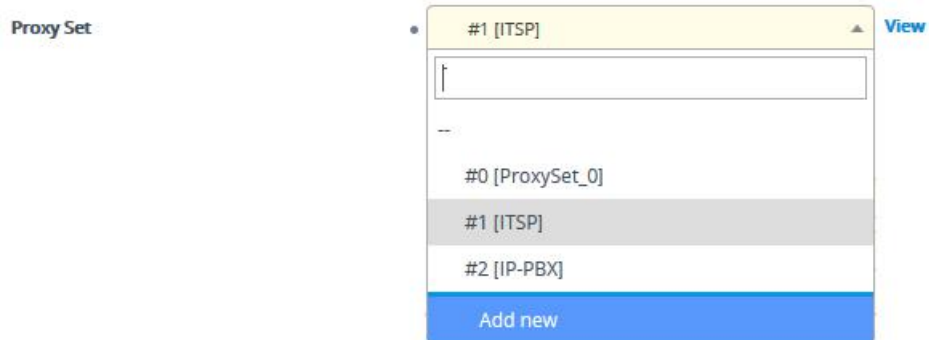 Proxy Set #1 [ITSP] View
--
#0 [ProxySet_0]
#1 [ITSP]
#2 [IP-PBX]
Add new